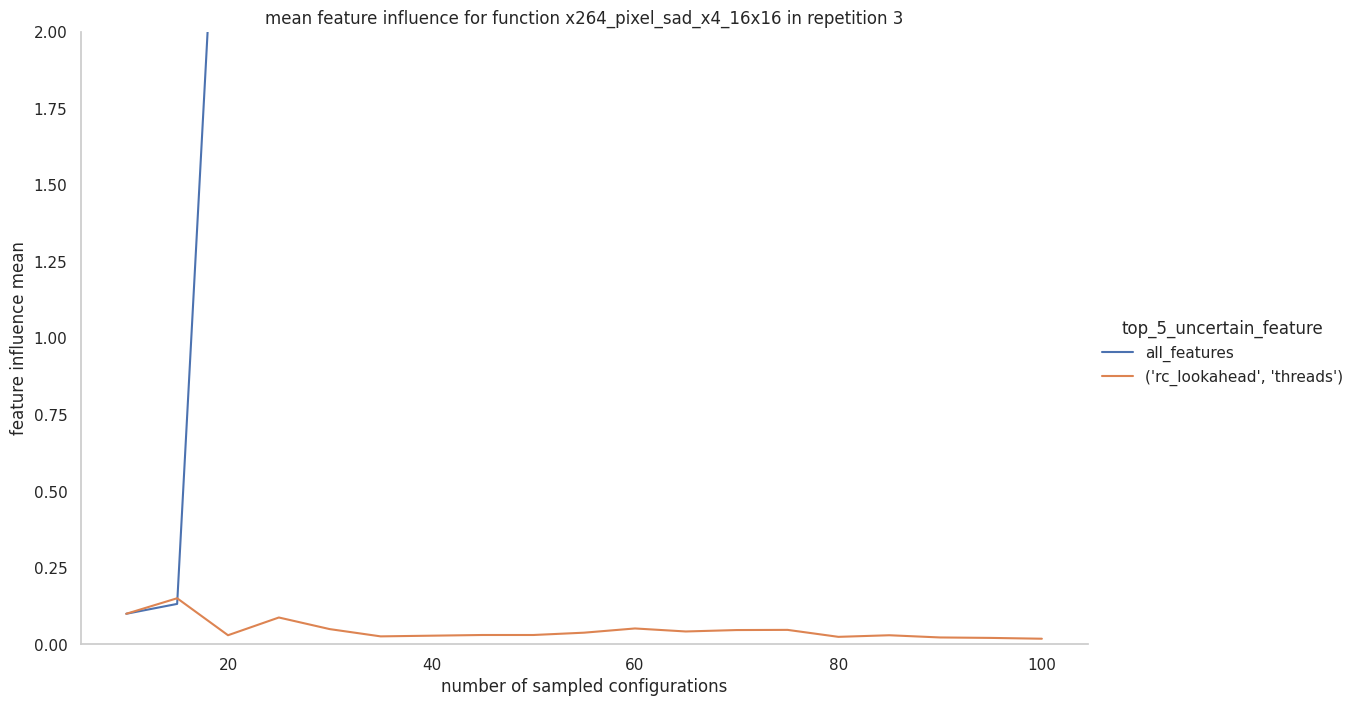 mean feature influence for function x264_pixel_sad_x4_16x16 in repetition 3
2.00
1.75
1.50
1.25
1.00
0.75
0.50
0.25
0.00
feature influence mean
20
40
60
80
100
number of sampled configurations
top_5_uncertain_feature
all_features
('rc_lookahead', 'threads')